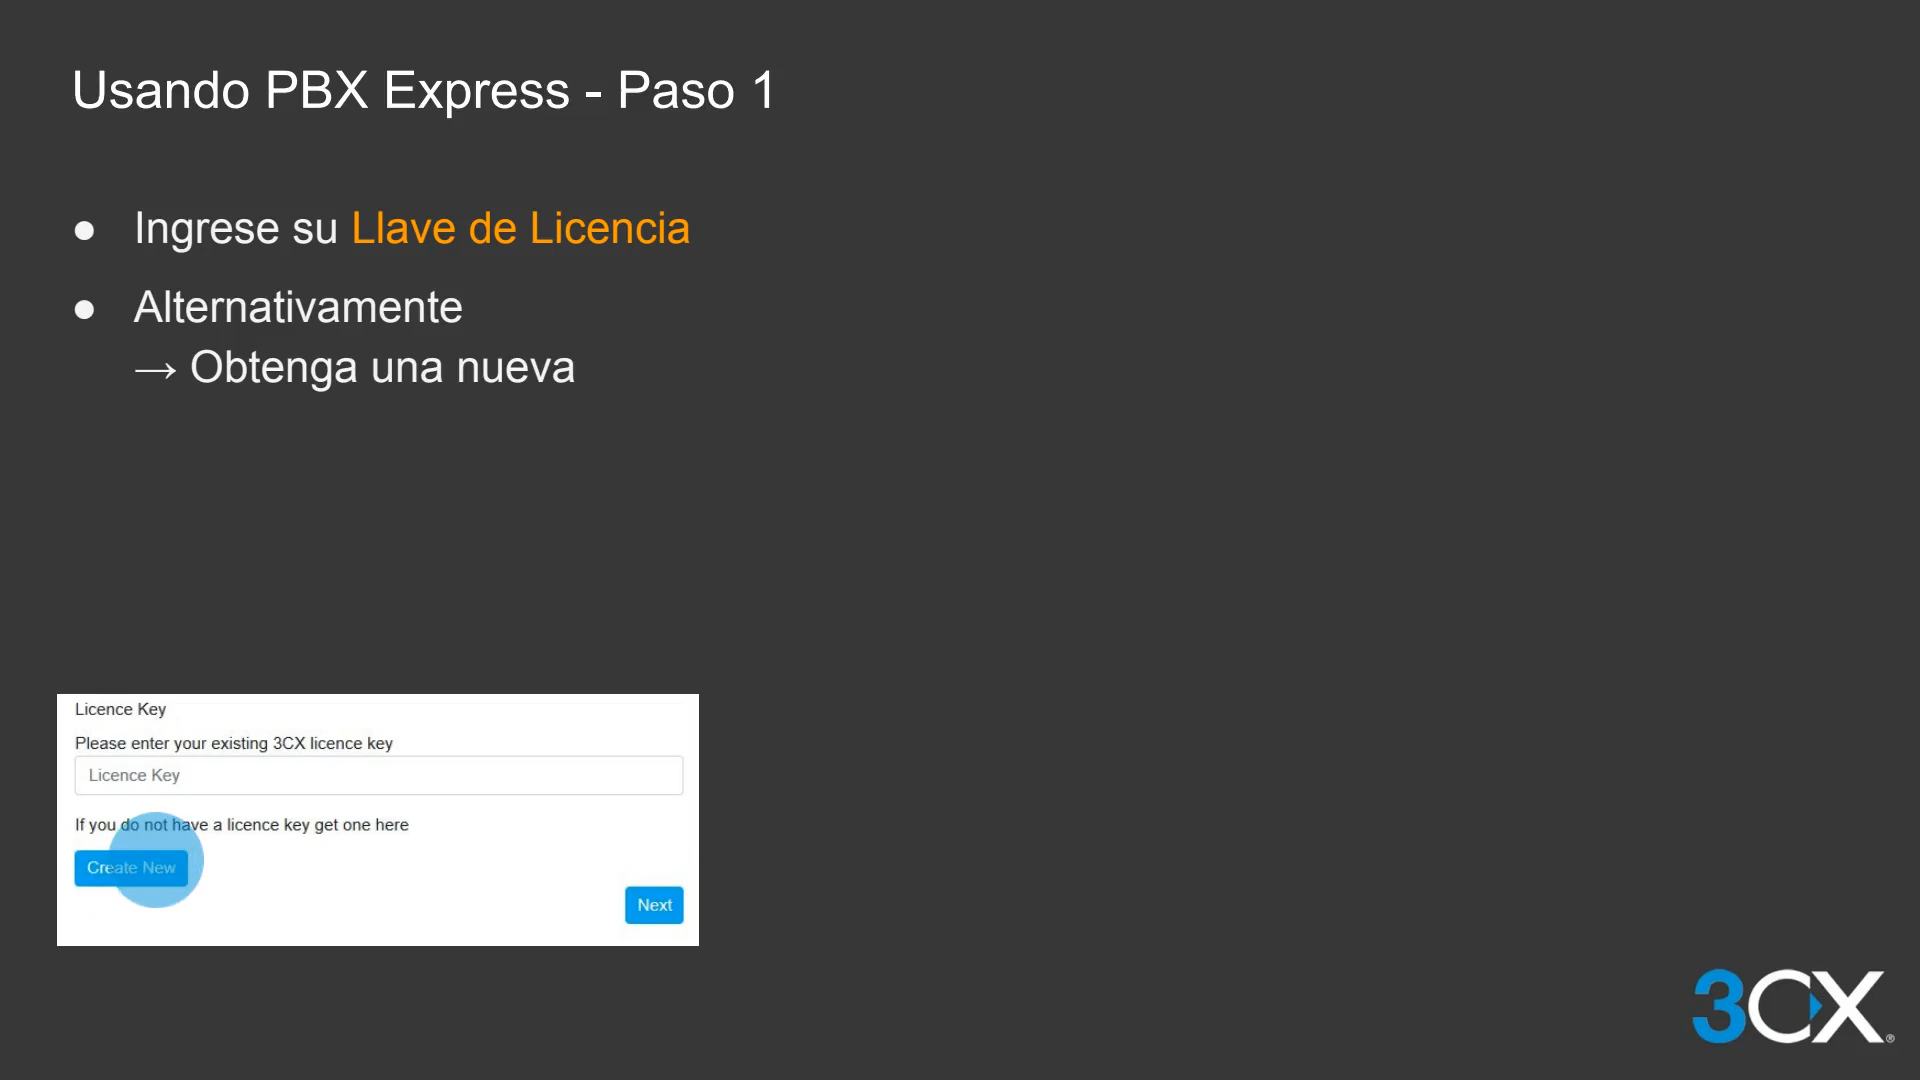 Usando PBX Express - Paso 1
● Ingrese su Llave de Licencia
● Alternativamente
→ Obtenga una nueva
Licence Key
Please enter your existing 3CX licence key
Licence Key
If you do not have a licence key get one here
Create New
Next
3CX®